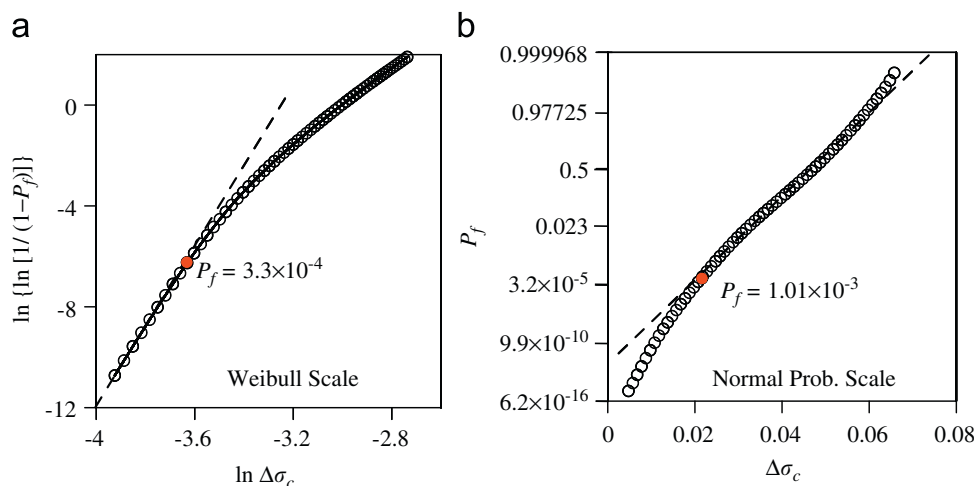 a
ln {ln [1/ (1−P_f)]}
0
-4
-8
-12
-4
-3.6
-3.2
-2.8
P_f = 3.3×10^-4
Weibull Scale
ln Δσ_c
b
P_f
0.999968
0.97725
0.5
0.023
3.2×10^-5
9.9×10^-10
6.2×10^-16
0
0.02
0.04
0.06
0.08
P_f = 1.01×10^-3
Normal Prob. Scale
Δσ_c